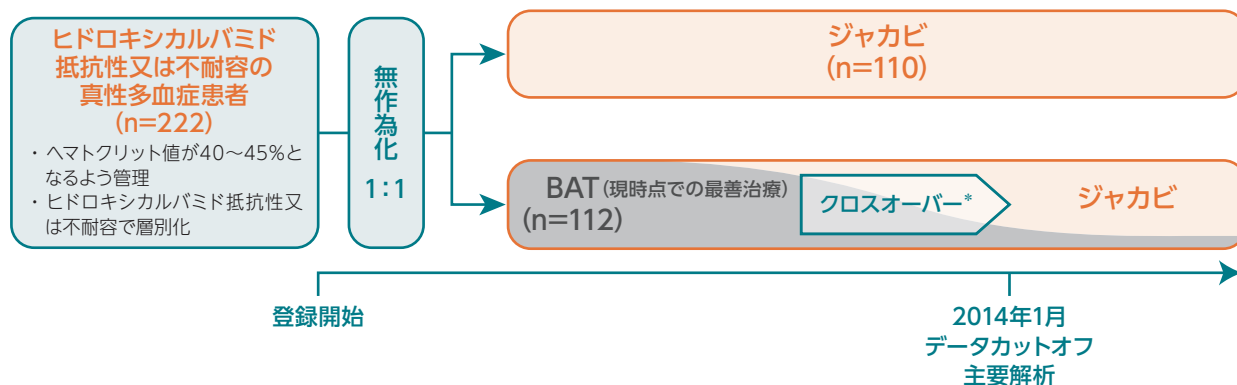 ヒドロキシカルバミド
抵抗性又は不耐容の
真性多血症患者
(n=222)
・ヘマトクリット値が40〜45%と
なるよう管理
・ヒドロキシカルバミド抵抗性又
は不耐容で層別化
無作為化
1：1
ジャカビ
(n=110)
BAT(現時点での最善治療)
(n=112)
クロスオーバー*
ジャカビ
登録開始
2014年1月
データカットオフ
主要解析